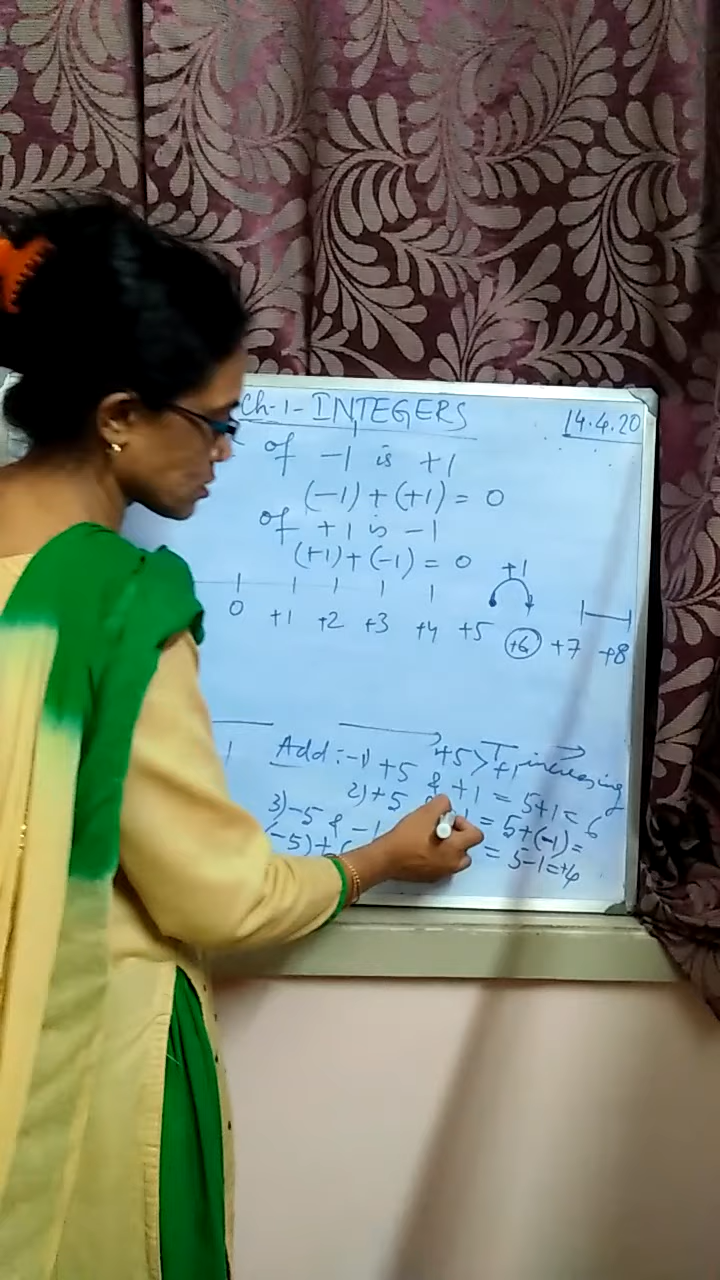 Ch-1-INTEGERS 14.4.20
of -1 is +1
(-1)+(+1) = 0
of +1 is -1
(+1)+(-1) = 0
+1
0 +1 +2 +3 +4 +5 +6 +7 +8
Add:-1) +5 & +1 = 5+1= 6
+5 > +1 increasing
2)+5 = 5+(-1)=
= 5-1=+4
3)-5 & -1
(-5)+